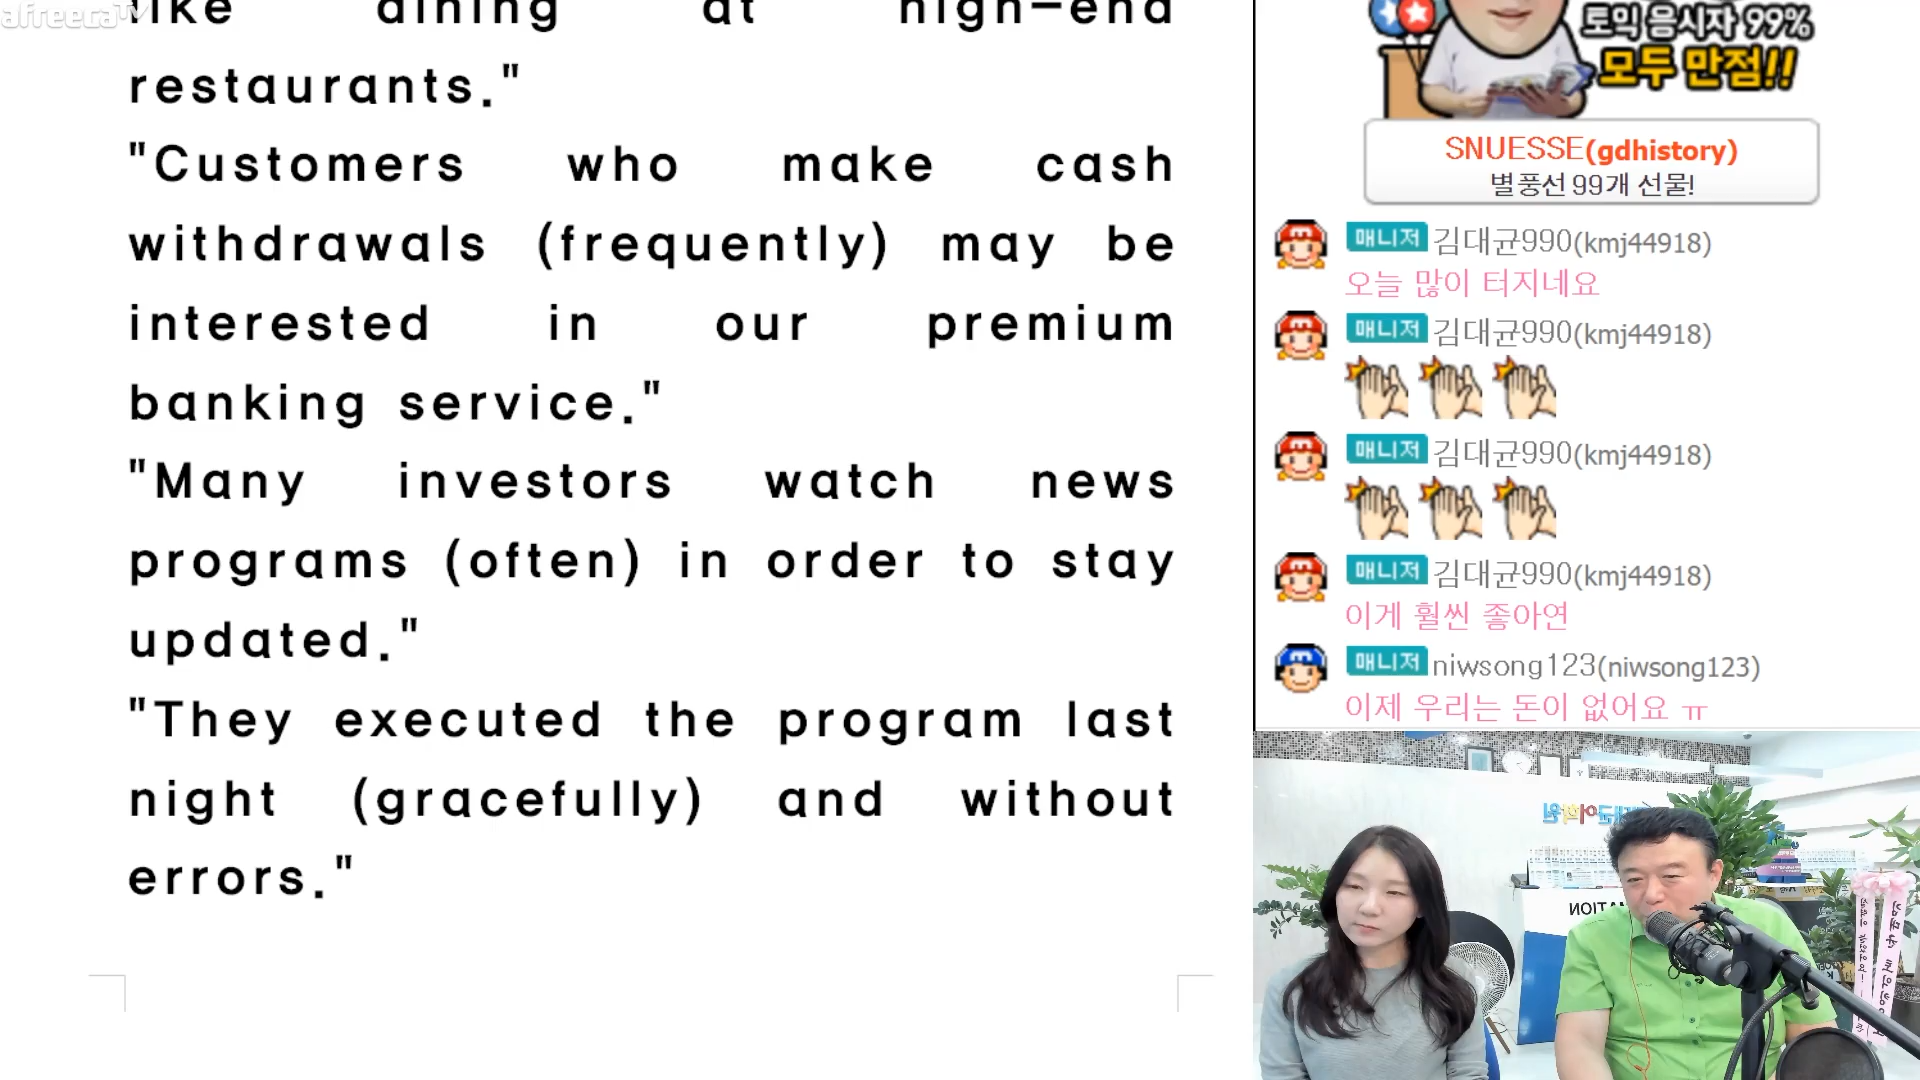 afreecaTV
like dining at high-end
restaurants."
"Customers who make cash
withdrawals (frequently) may be
interested in our premium
banking service."
"Many investors watch news
programs (often) in order to stay
updated."
"They executed the program last
night (gracefully) and without
errors."
토익 응시자 99%
모두 만점!!
SNUESSE(gdhistory)
별풍선 99개 선물!
매니저 김대균990(kmj44918)
오늘 많이 터지네요
매니저 김대균990(kmj44918)
매니저 김대균990(kmj44918)
매니저 김대균990(kmj44918)
이게 훨씬 좋아연
매니저 niwsong123(niwsong123)
이제 우리는 돈이 없어요 ㅠ